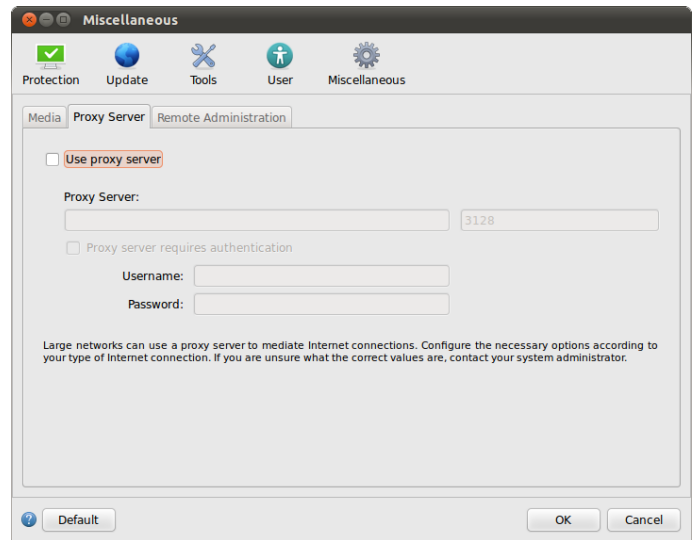 Miscellaneous
Protection Update Tools User Miscellaneous
Media Proxy Server Remote Administration
Use proxy server
Proxy Server:
3128
Proxy server requires authentication
Username:
Password:
Large networks can use a proxy server to mediate Internet connections. Configure the necessary options according to
your type of Internet connection. If you are unsure what the correct values are, contact your system administrator.
? Default OK Cancel